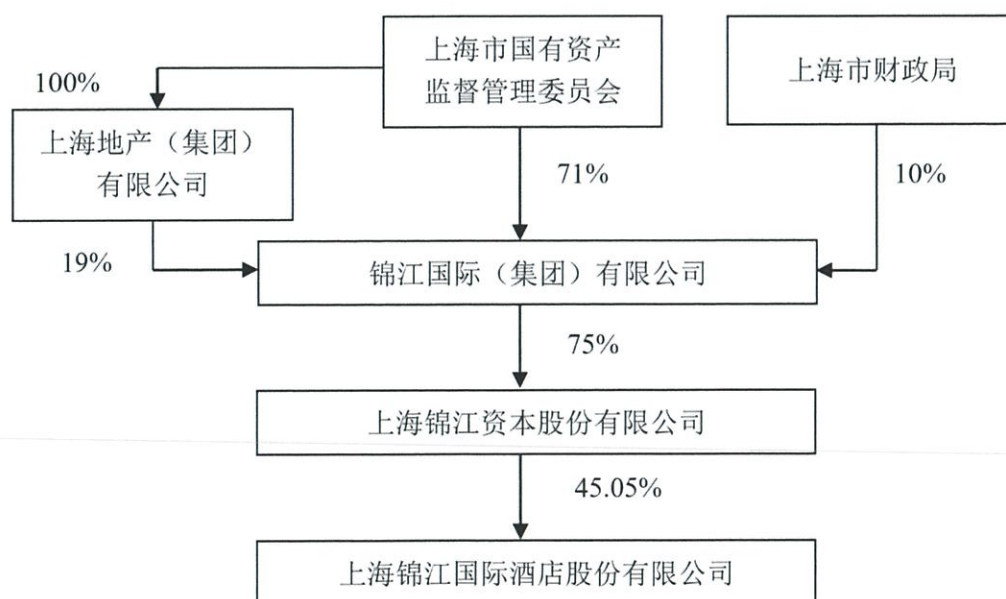 上海市国有资产
监督管理委员会
上海市财政局
100%
上海地产（集团）
有限公司
71%
10%
19%
锦江国际（集团）有限公司
75%
上海锦江资本股份有限公司
45.05%
上海锦江国际酒店股份有限公司